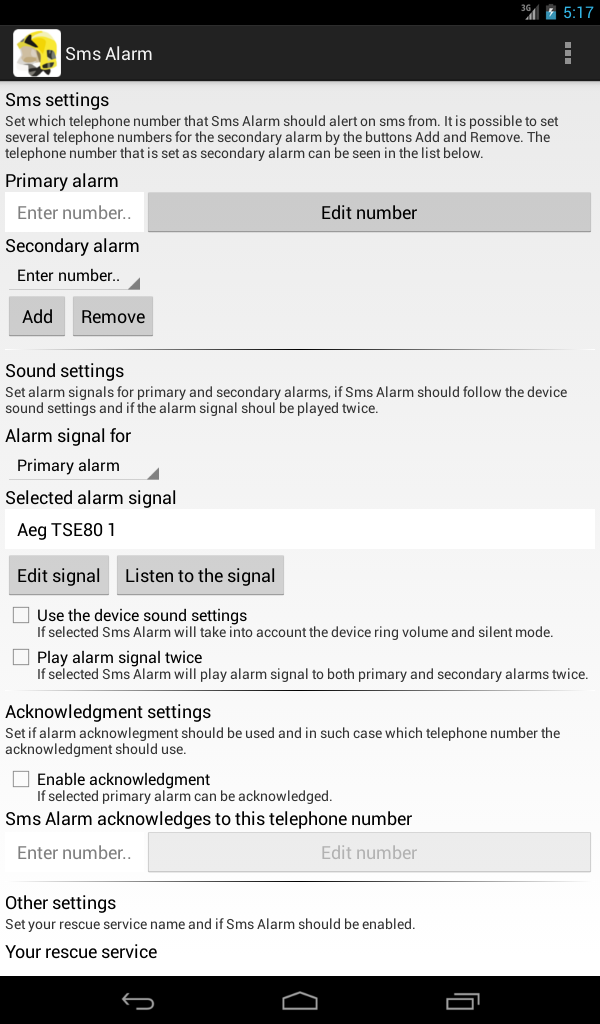 3G 5:17
Sms Alarm
Sms settings
Set which telephone number that Sms Alarm should alert on sms from. It is possible to set
several telephone numbers for the secondary alarm by the buttons Add and Remove. The
telephone number that is set as secondary alarm can be seen in the list below.
Primary alarm
Enter number.. Edit number
Secondary alarm
Enter number..
Add Remove
Sound settings
Set alarm signals for primary and secondary alarms, if Sms Alarm should follow the device
sound settings and if the alarm signal shoul be played twice.
Alarm signal for
Primary alarm
Selected alarm signal
Aeg TSE80 1
Edit signal Listen to the signal
Use the device sound settings
If selected Sms Alarm will take into account the device ring volume and silent mode.
Play alarm signal twice
If selected Sms Alarm will play alarm signal to both primary and secondary alarms twice.
Acknowledgment settings
Set if alarm acknowlegment should be used and in such case which telephone number the
acknowledgment should use.
Enable acknowledgment
If selected primary alarm can be acknowledged.
Sms Alarm acknowledges to this telephone number
Enter number.. Edit number
Other settings
Set your rescue service name and if Sms Alarm should be enabled.
Your rescue service